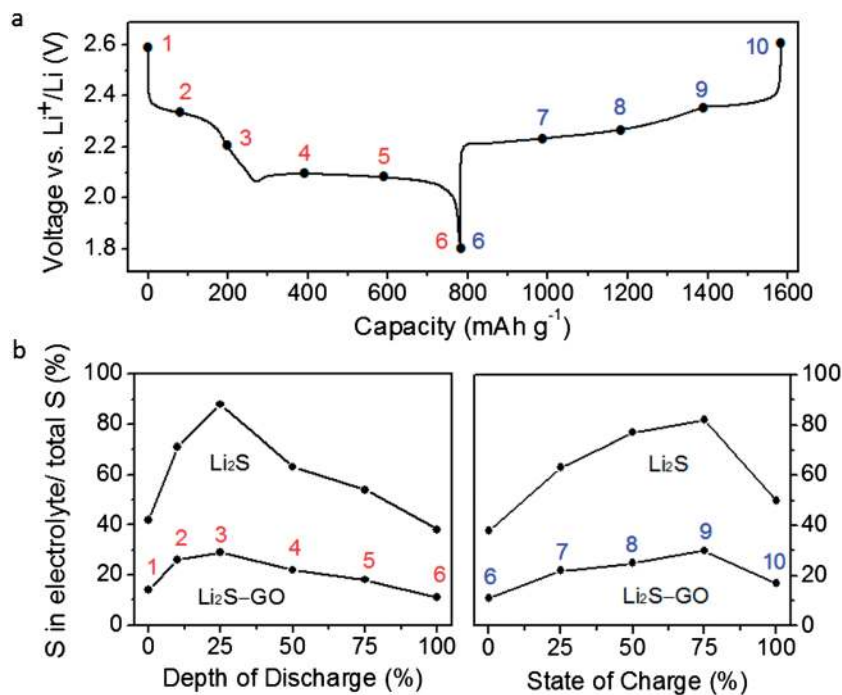 a
Voltage vs. Li⁺/Li (V)
2.6
2.4
2.2
2.0
1.8
1
2
3
4
5
6
6
7
8
9
10
0 200 400 600 800 1000 1200 1400 1600
Capacity (mAh g⁻¹)
b
S in electrolyte/ total S (%)
100
80
60
40
20
0
Li₂S
1 2 3 4 5 6
Li₂S–GO
0 25 50 75 100
Depth of Discharge (%)
Li₂S
6 7 8 9 10
Li₂S–GO
100
80
60
40
20
0
0 25 50 75 100
State of Charge (%)